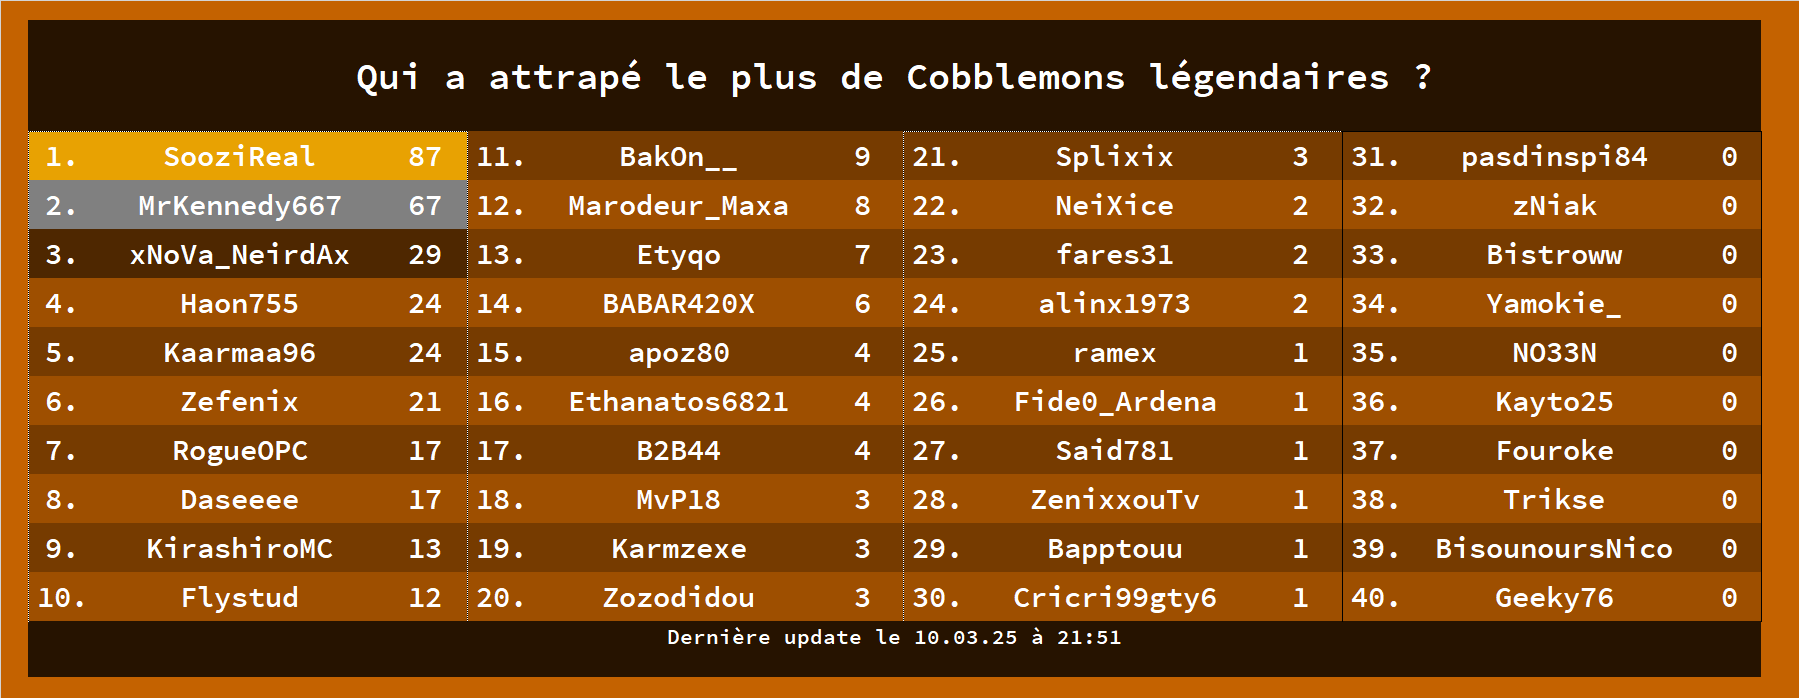 Qui a attrapé le plus de Cobblemons légendaires ?
1. SooziReal 87
2. MrKennedy667 67
3. xNoVa_NeirdAx 29
4. Haon755 24
5. Kaarmaa96 24
6. Zefenix 21
7. RogueOPC 17
8. Daseeee 17
9. KirashiroMC 13
10. Flystud 12
11. BakOn__ 9
12. Marodeur_Maxa 8
13. Etyqo 7
14. BABAR420X 6
15. apoz80 4
16. Ethanatos6821 4
17. B2B44 4
18. MvP18 3
19. Karmzexe 3
20. Zozodidou 3
21. Splixix 3
22. NeiXice 2
23. fares31 2
24. alinx1973 2
25. ramex 1
26. Fide0_Ardena 1
27. Said781 1
28. ZenixxouTv 1
29. Bapptouu 1
30. Cricri99gty6 1
31. pasdinspi84 0
32. zNiak 0
33. Bistroww 0
34. Yamokie_ 0
35. NO33N 0
36. Kayto25 0
37. Fouroke 0
38. Trikse 0
39. BisounoursNico 0
40. Geeky76 0
Dernière update le 10.03.25 à 21:51